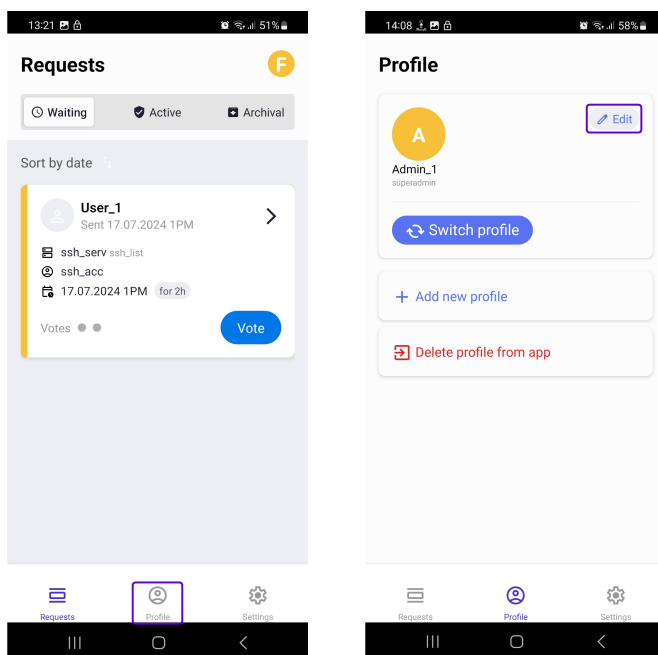 13:21 51%
Requests
F
Waiting Active Archival
Sort by date
User_1
Sent 17.07.2024 1PM
ssh_serv ssh_list
ssh_acc
17.07.2024 1PM for 2h
Votes Vote
Requests Profile Settings
14:08 58%
Profile
Edit
A
Admin_1
superadmin
Switch profile
Add new profile
Delete profile from app
Requests Profile Settings